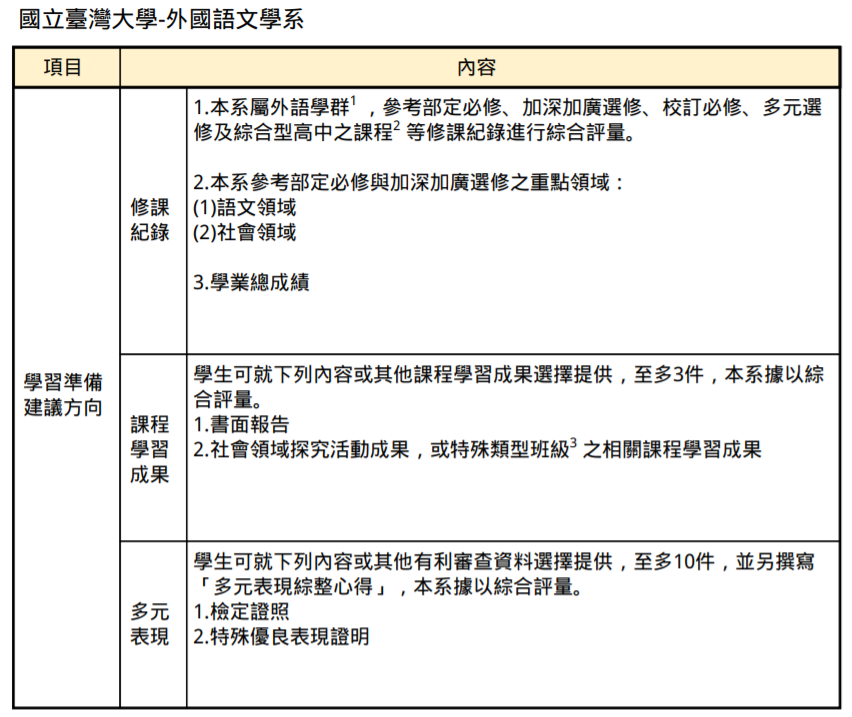 國立臺灣大學-外國語文學系
項目
內容
學習準備
建議方向
修課
紀錄
1.本系屬外語學群1 ，參考部定必修、加深加廣選修、校訂必修、多元選
修及綜合型高中之課程2 等修課紀錄進行綜合評量。
2.本系參考部定必修與加深加廣選修之重點領域：
(1)語文領域
(2)社會領域
3.學業總成績
課程
學習
成果
學生可就下列內容或其他課程學習成果選擇提供，至多3件，本系據以綜
合評量。
1.書面報告
2.社會領域探究活動成果，或特殊類型班級3 之相關課程學習成果
多元
表現
學生可就下列內容或其他有利審查資料選擇提供，至多10件，並另撰寫
「多元表現綜整心得」，本系據以綜合評量。
1.檢定證照
2.特殊優良表現證明